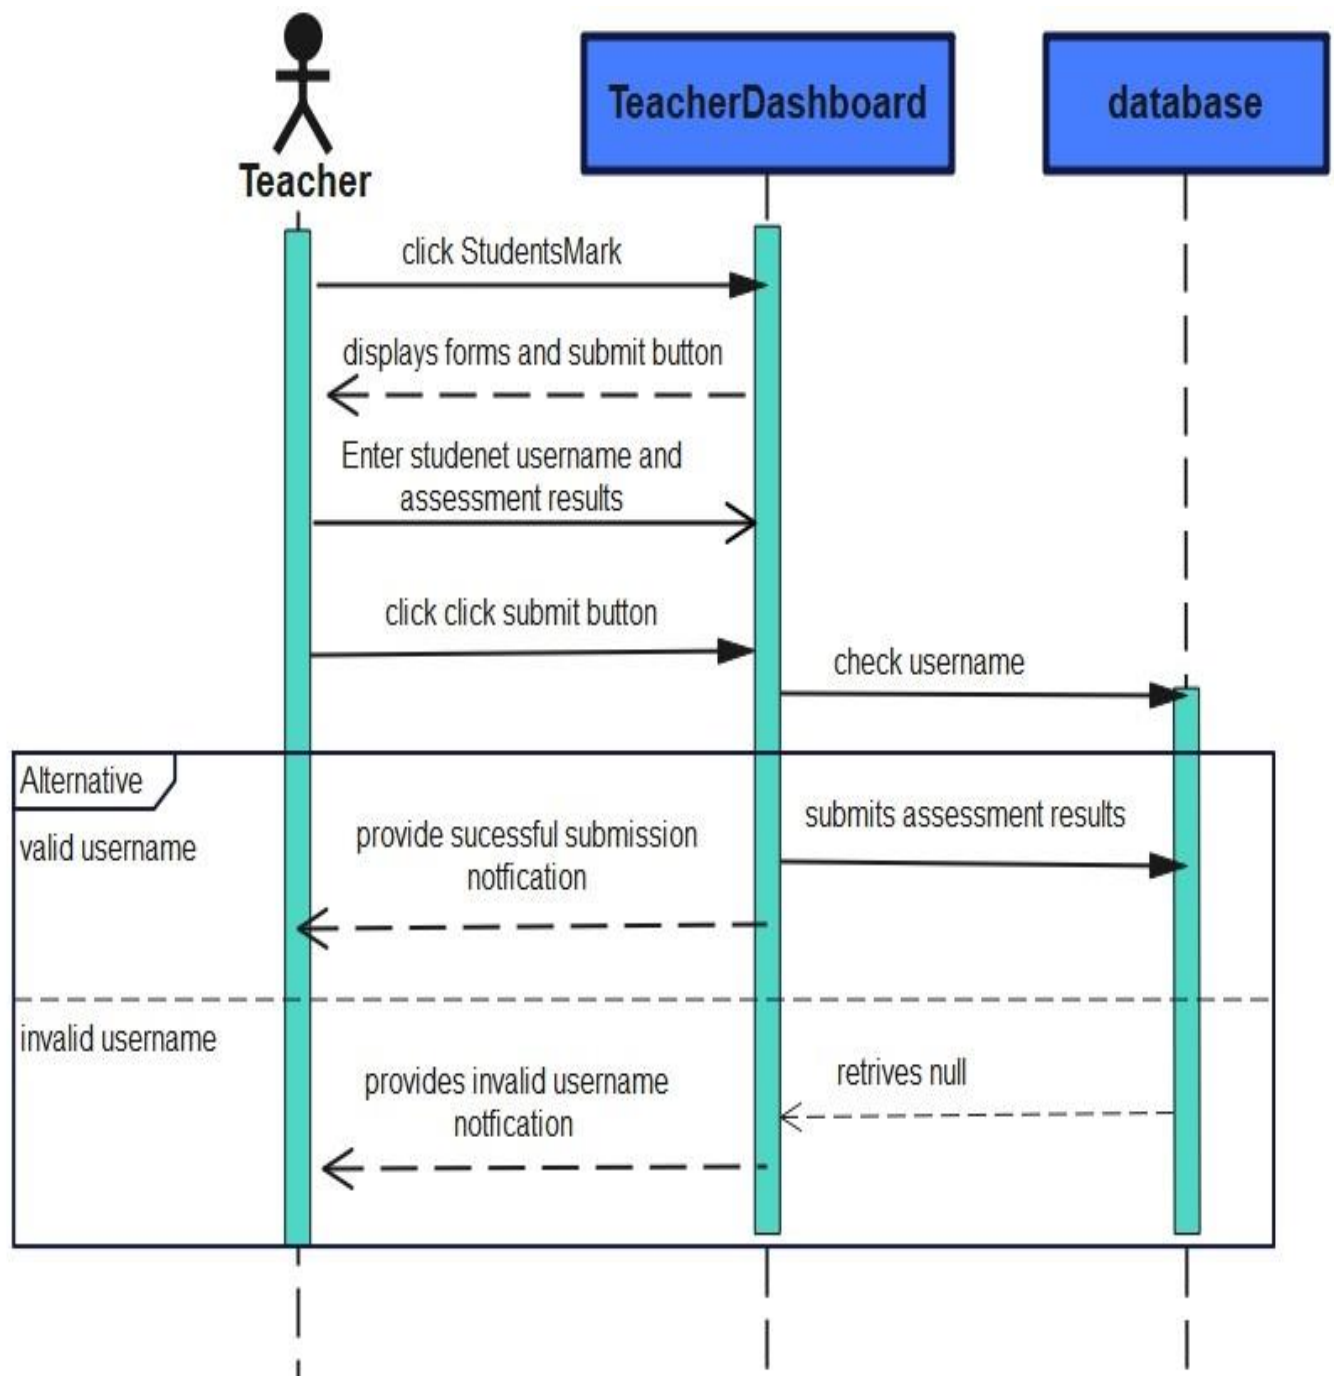 TeacherDashboard
database
Teacher
click StudentsMark
displays forms and submit button
Enter studenet username and
assessment results
click click submit button
check username
Alternative
submits assessment results
valid username
provide sucessful submission
notfication
invalid username
retrives null
provides invalid username
notfication